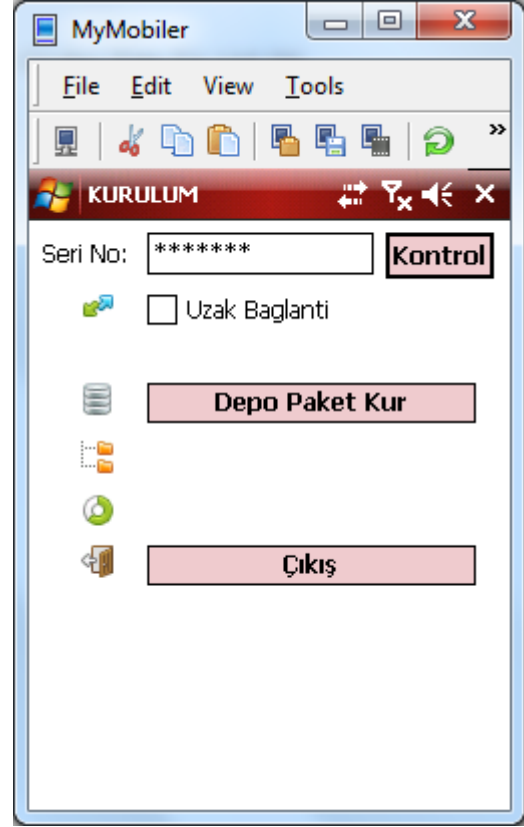 MyMobiler
File Edit View Tools
»
KURULUM
Seri No: ******* Kontrol
Uzak Baglanti
Depo Paket Kur
Çıkış